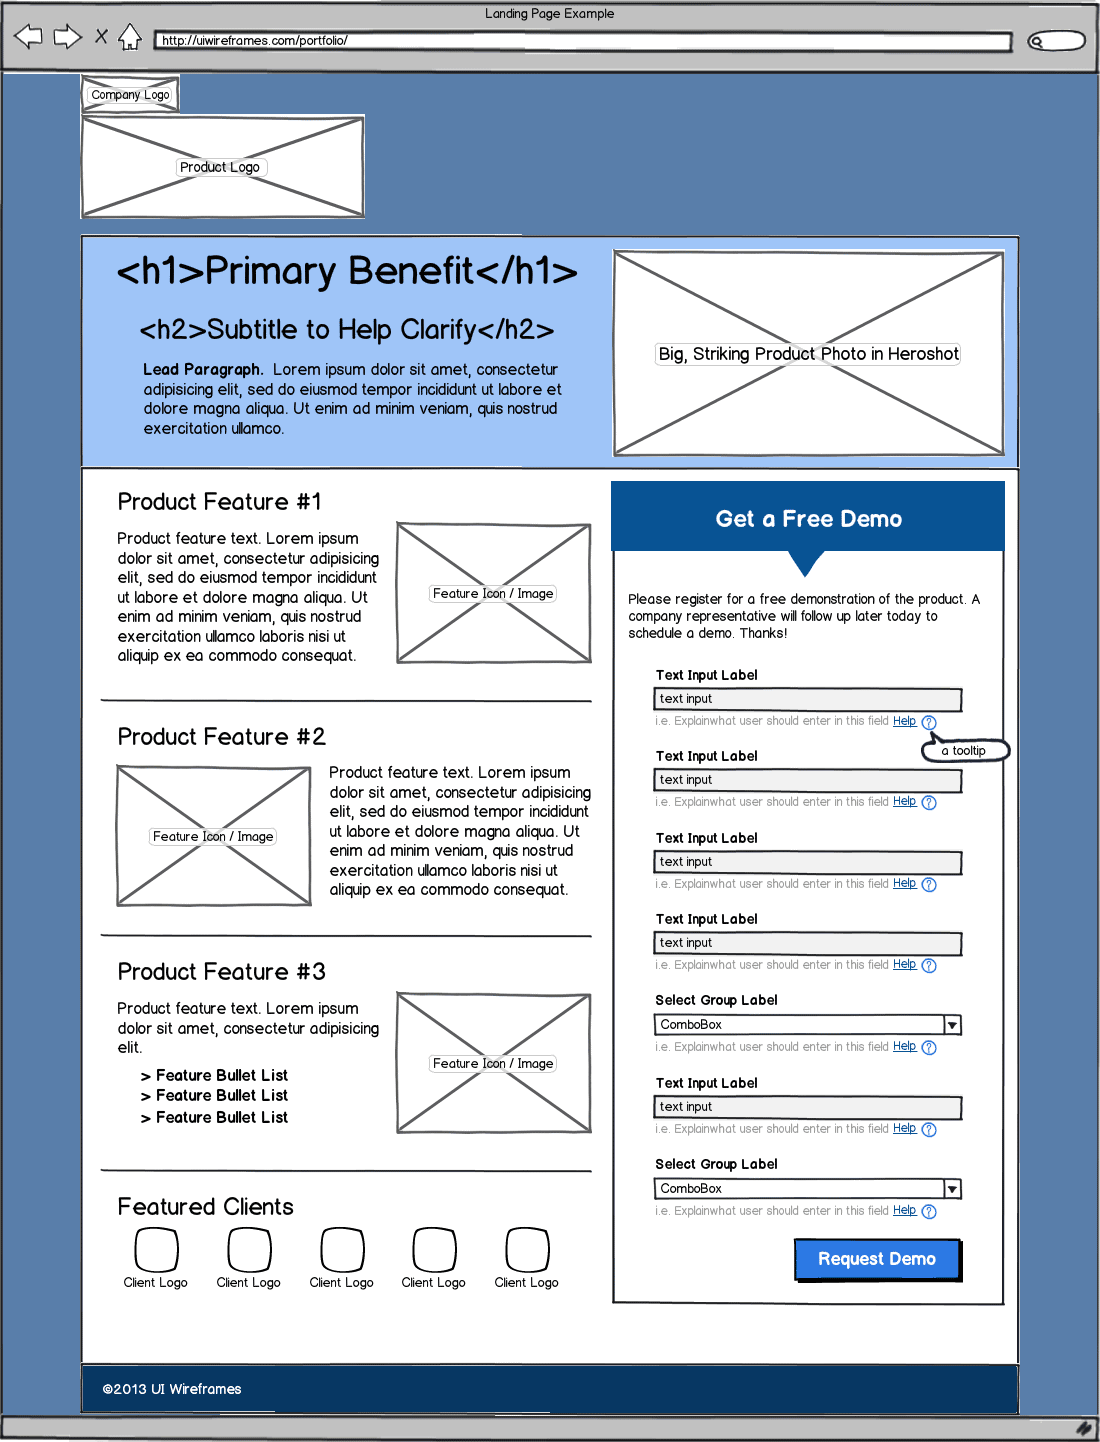 Landing Page Example
http://uiwireframes.com/portfolio/
Company Logo
Product Logo
<h1>Primary Benefit</h1>
<h2>Subtitle to Help Clarify</h2>
Lead Paragraph. Lorem ipsum dolor sit amet, consectetur
adipisicing elit, sed do eiusmod tempor incididunt ut labore et
dolore magna aliqua. Ut enim ad minim veniam, quis nostrud
exercitation ullamco.
Big, Striking Product Photo in Heroshot
Product Feature #1
Product feature text. Lorem ipsum
dolor sit amet, consectetur adipisicing
elit, sed do eiusmod tempor incididunt
ut labore et dolore magna aliqua. Ut
enim ad minim veniam, quis nostrud
exercitation ullamco laboris nisi ut
aliquip ex ea commodo consequat.
Feature Icon / Image
Product Feature #2
Feature Icon / Image
Product feature text. Lorem ipsum
dolor sit amet, consectetur adipisicing
elit, sed do eiusmod tempor incididunt
ut labore et dolore magna aliqua. Ut
enim ad minim veniam, quis nostrud
exercitation ullamco laboris nisi ut
aliquip ex ea commodo consequat.
Product Feature #3
Product feature text. Lorem ipsum
dolor sit amet, consectetur adipisicing
elit.
> Feature Bullet List
> Feature Bullet List
> Feature Bullet List
Feature Icon / Image
Featured Clients
Client Logo
Client Logo
Client Logo
Client Logo
Client Logo
Get a Free Demo
Please register for a free demonstration of the product. A
company representative will follow up later today to
schedule a demo. Thanks!
Text Input Label
text input
i.e. Explainwhat user should enter in this field Help ?
a tooltip
Text Input Label
text input
i.e. Explainwhat user should enter in this field Help ?
Text Input Label
text input
i.e. Explainwhat user should enter in this field Help ?
Text Input Label
text input
i.e. Explainwhat user should enter in this field Help ?
Select Group Label
ComboBox
i.e. Explainwhat user should enter in this field Help ?
Text Input Label
text input
i.e. Explainwhat user should enter in this field Help ?
Select Group Label
ComboBox
i.e. Explainwhat user should enter in this field Help ?
Request Demo
©2013 UI Wireframes